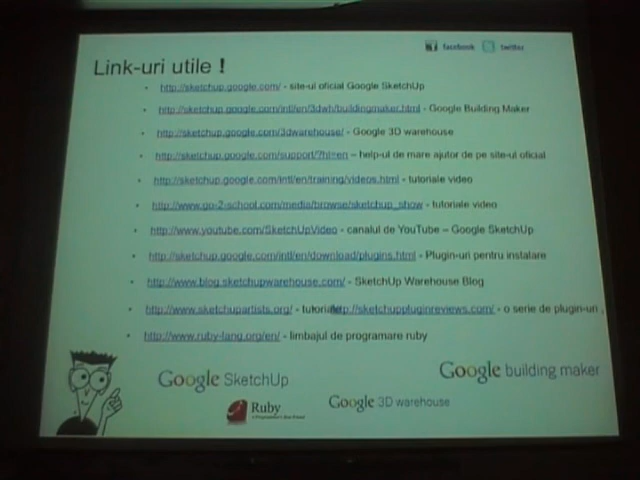 facebook twitter
Link-uri utile !
• http://sketchup.google.com/ - site-ul oficial Google SketchUp
• http://sketchup.google.com/intl/en/3dwh/buildingmaker.html - Google Building Maker
• http://sketchup.google.com/3dwarehouse/ - Google 3D warehouse
• http://sketchup.google.com/support/?hl=en – help-ul de mare ajutor de pe site-ul oficial
• http://sketchup.google.com/intl/en/training/videos.html - tutoriale video
• http://www.go-2-school.com/media/browse/sketchup_show - tutoriale video
• http://www.youtube.com/SketchUpVideo - canalul de YouTube – Google SketchUp
• http://sketchup.google.com/intl/en/download/plugins.html - Plugin-uri pentru instalare
• http://www.blog.sketchupwarehouse.com/ - SketchUp Warehouse Blog
• http://www.sketchupartists.org/ - tutoriale http://sketchuppluginreviews.com/ - o serie de plugin-uri ,
• http://www.ruby-lang.org/en/ - limbajul de programare ruby
Google SketchUp
Google building maker
Ruby
Google 3D warehouse